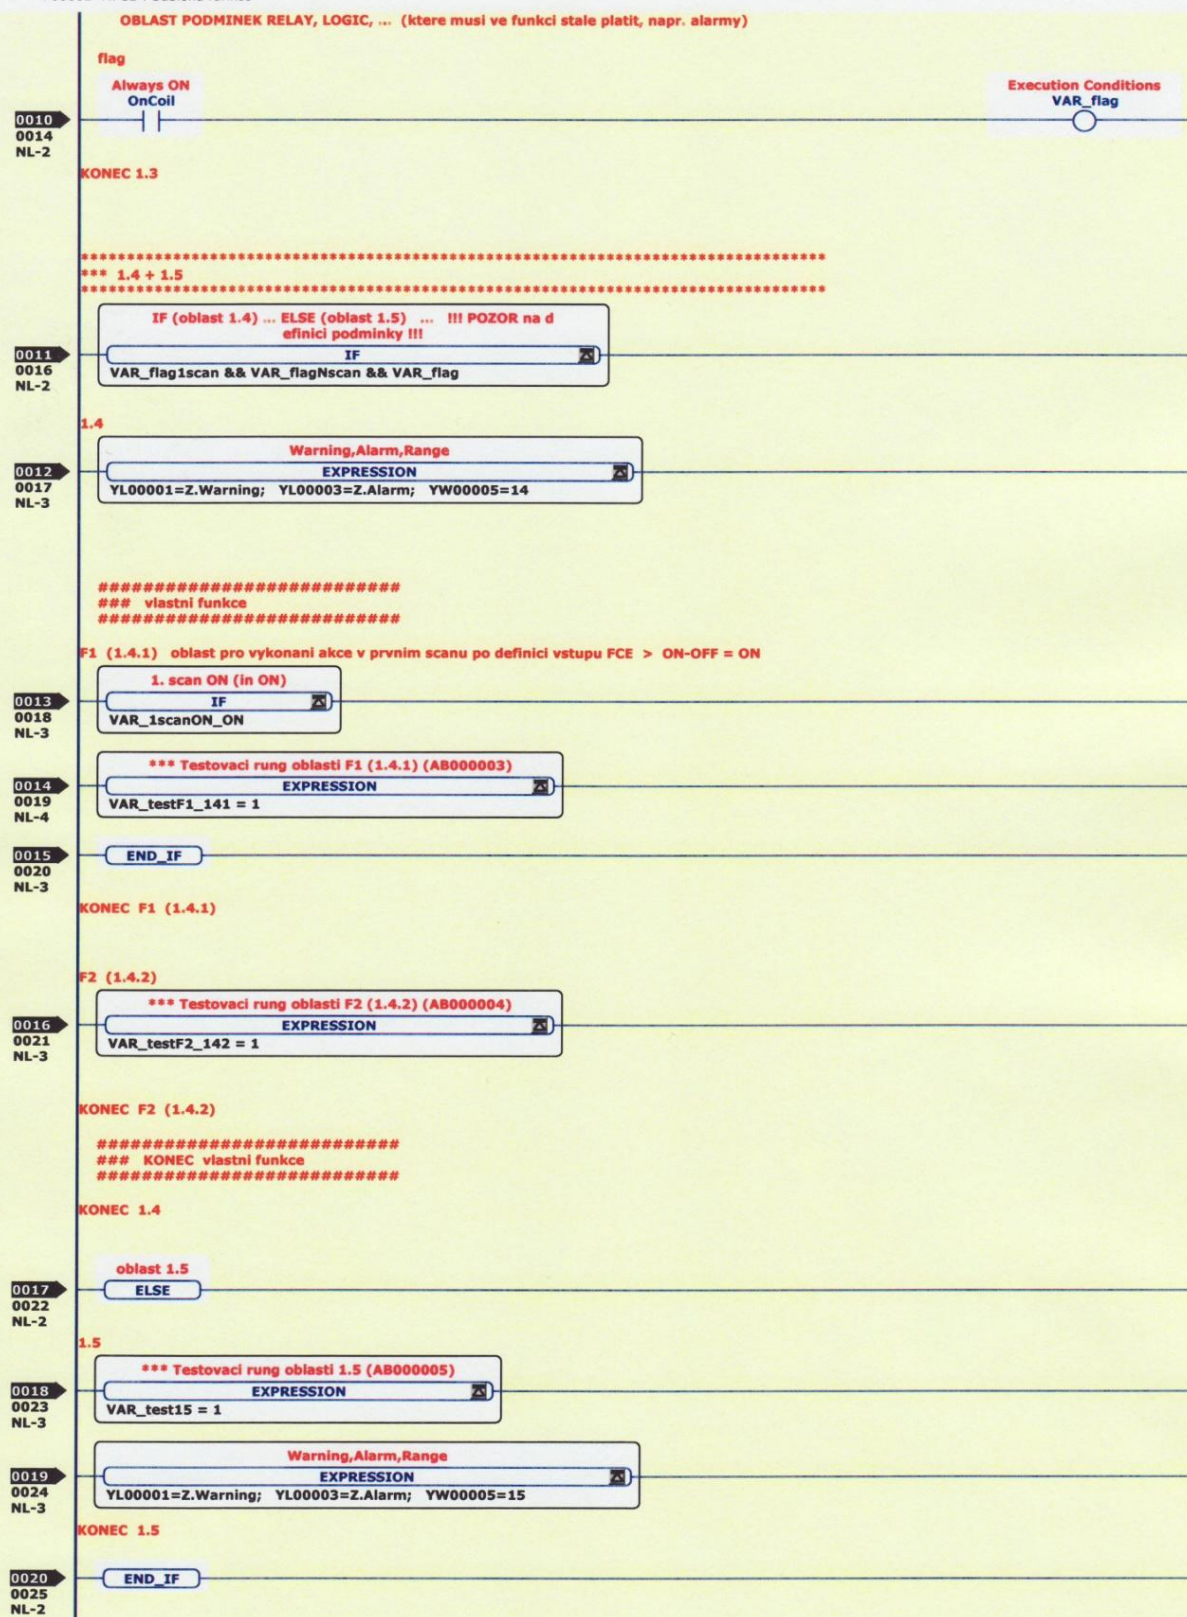 OBLAST PODMINEK RELAY, LOGIC, ... (ktere musi ve funkci stale platit, napr. alarmy)
flag
Always ON
OnCoil
Execution Conditions
VAR_flag
0010
0014
NL-2
KONEC 1.3
*********************************************************************************
*** 1.4 + 1.5
*********************************************************************************
IF (oblast 1.4) ... ELSE (oblast 1.5) ... !!! POZOR na d
efinici podminky !!!
0011
IF
0016
VAR_flag1scan && VAR_flagNscan && VAR_flag
NL-2
1.4
Warning,Alarm,Range
0012
EXPRESSION
0017
YL00001=Z.Warning; YL00003=Z.Alarm; YW00005=14
NL-3
###########################
### vlastni funkce
###########################
F1 (1.4.1) oblast pro vykonani akce v prvnim scanu po definici vstupu FCE > ON-OFF = ON
1. scan ON (in ON)
0013
IF
0018
VAR_1scanON_ON
NL-3
*** Testovaci rung oblasti F1 (1.4.1) (AB000003)
0014
EXPRESSION
0019
VAR_testF1_141 = 1
NL-4
0015
END_IF
0020
NL-3
KONEC F1 (1.4.1)
F2 (1.4.2)
*** Testovaci rung oblasti F2 (1.4.2) (AB000004)
0016
EXPRESSION
0021
VAR_testF2_142 = 1
NL-3
KONEC F2 (1.4.2)
###########################
### KONEC vlastni funkce
###########################
KONEC 1.4
oblast 1.5
0017
ELSE
0022
NL-2
1.5
*** Testovaci rung oblasti 1.5 (AB000005)
0018
EXPRESSION
0023
VAR_test15 = 1
NL-3
Warning,Alarm,Range
0019
EXPRESSION
0024
YL00001=Z.Warning; YL00003=Z.Alarm; YW00005=15
NL-3
KONEC 1.5
0020
END_IF
0025
NL-2